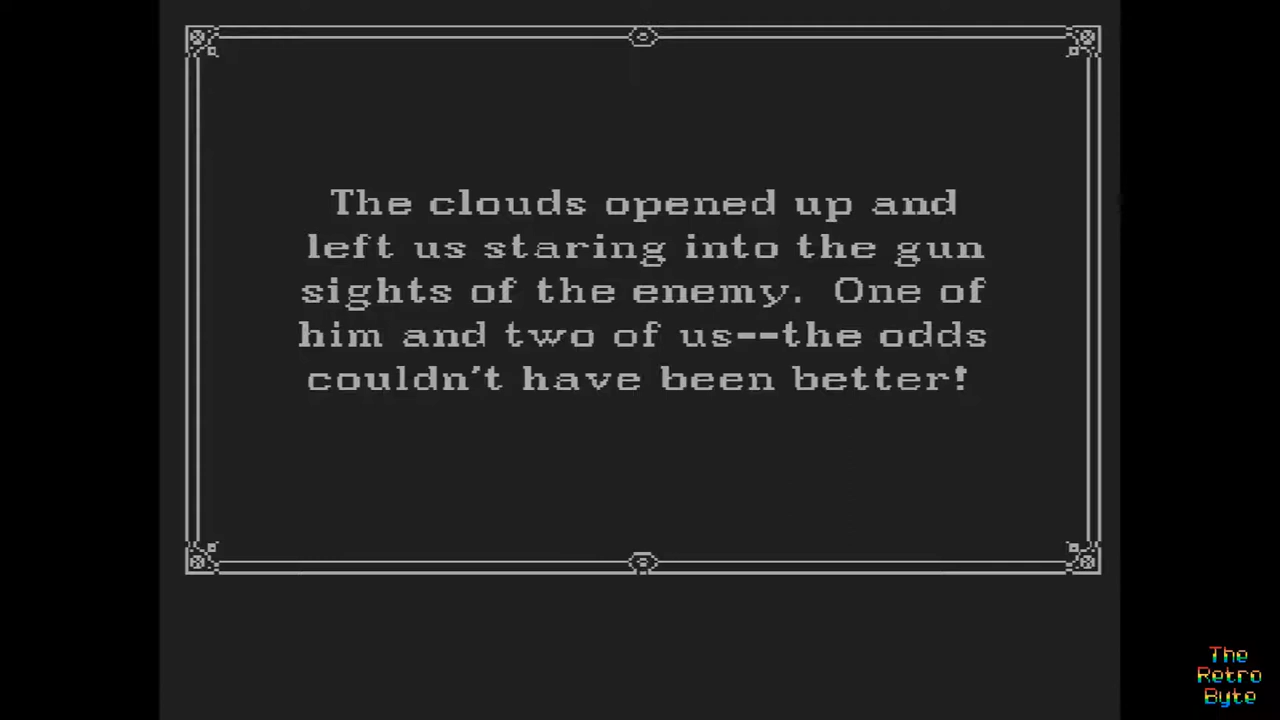 The clouds opened up and
left us staring into the gun
sights of the enemy.  One of
him and two of us--the odds
couldn't have been better!
The
Retro
Byte